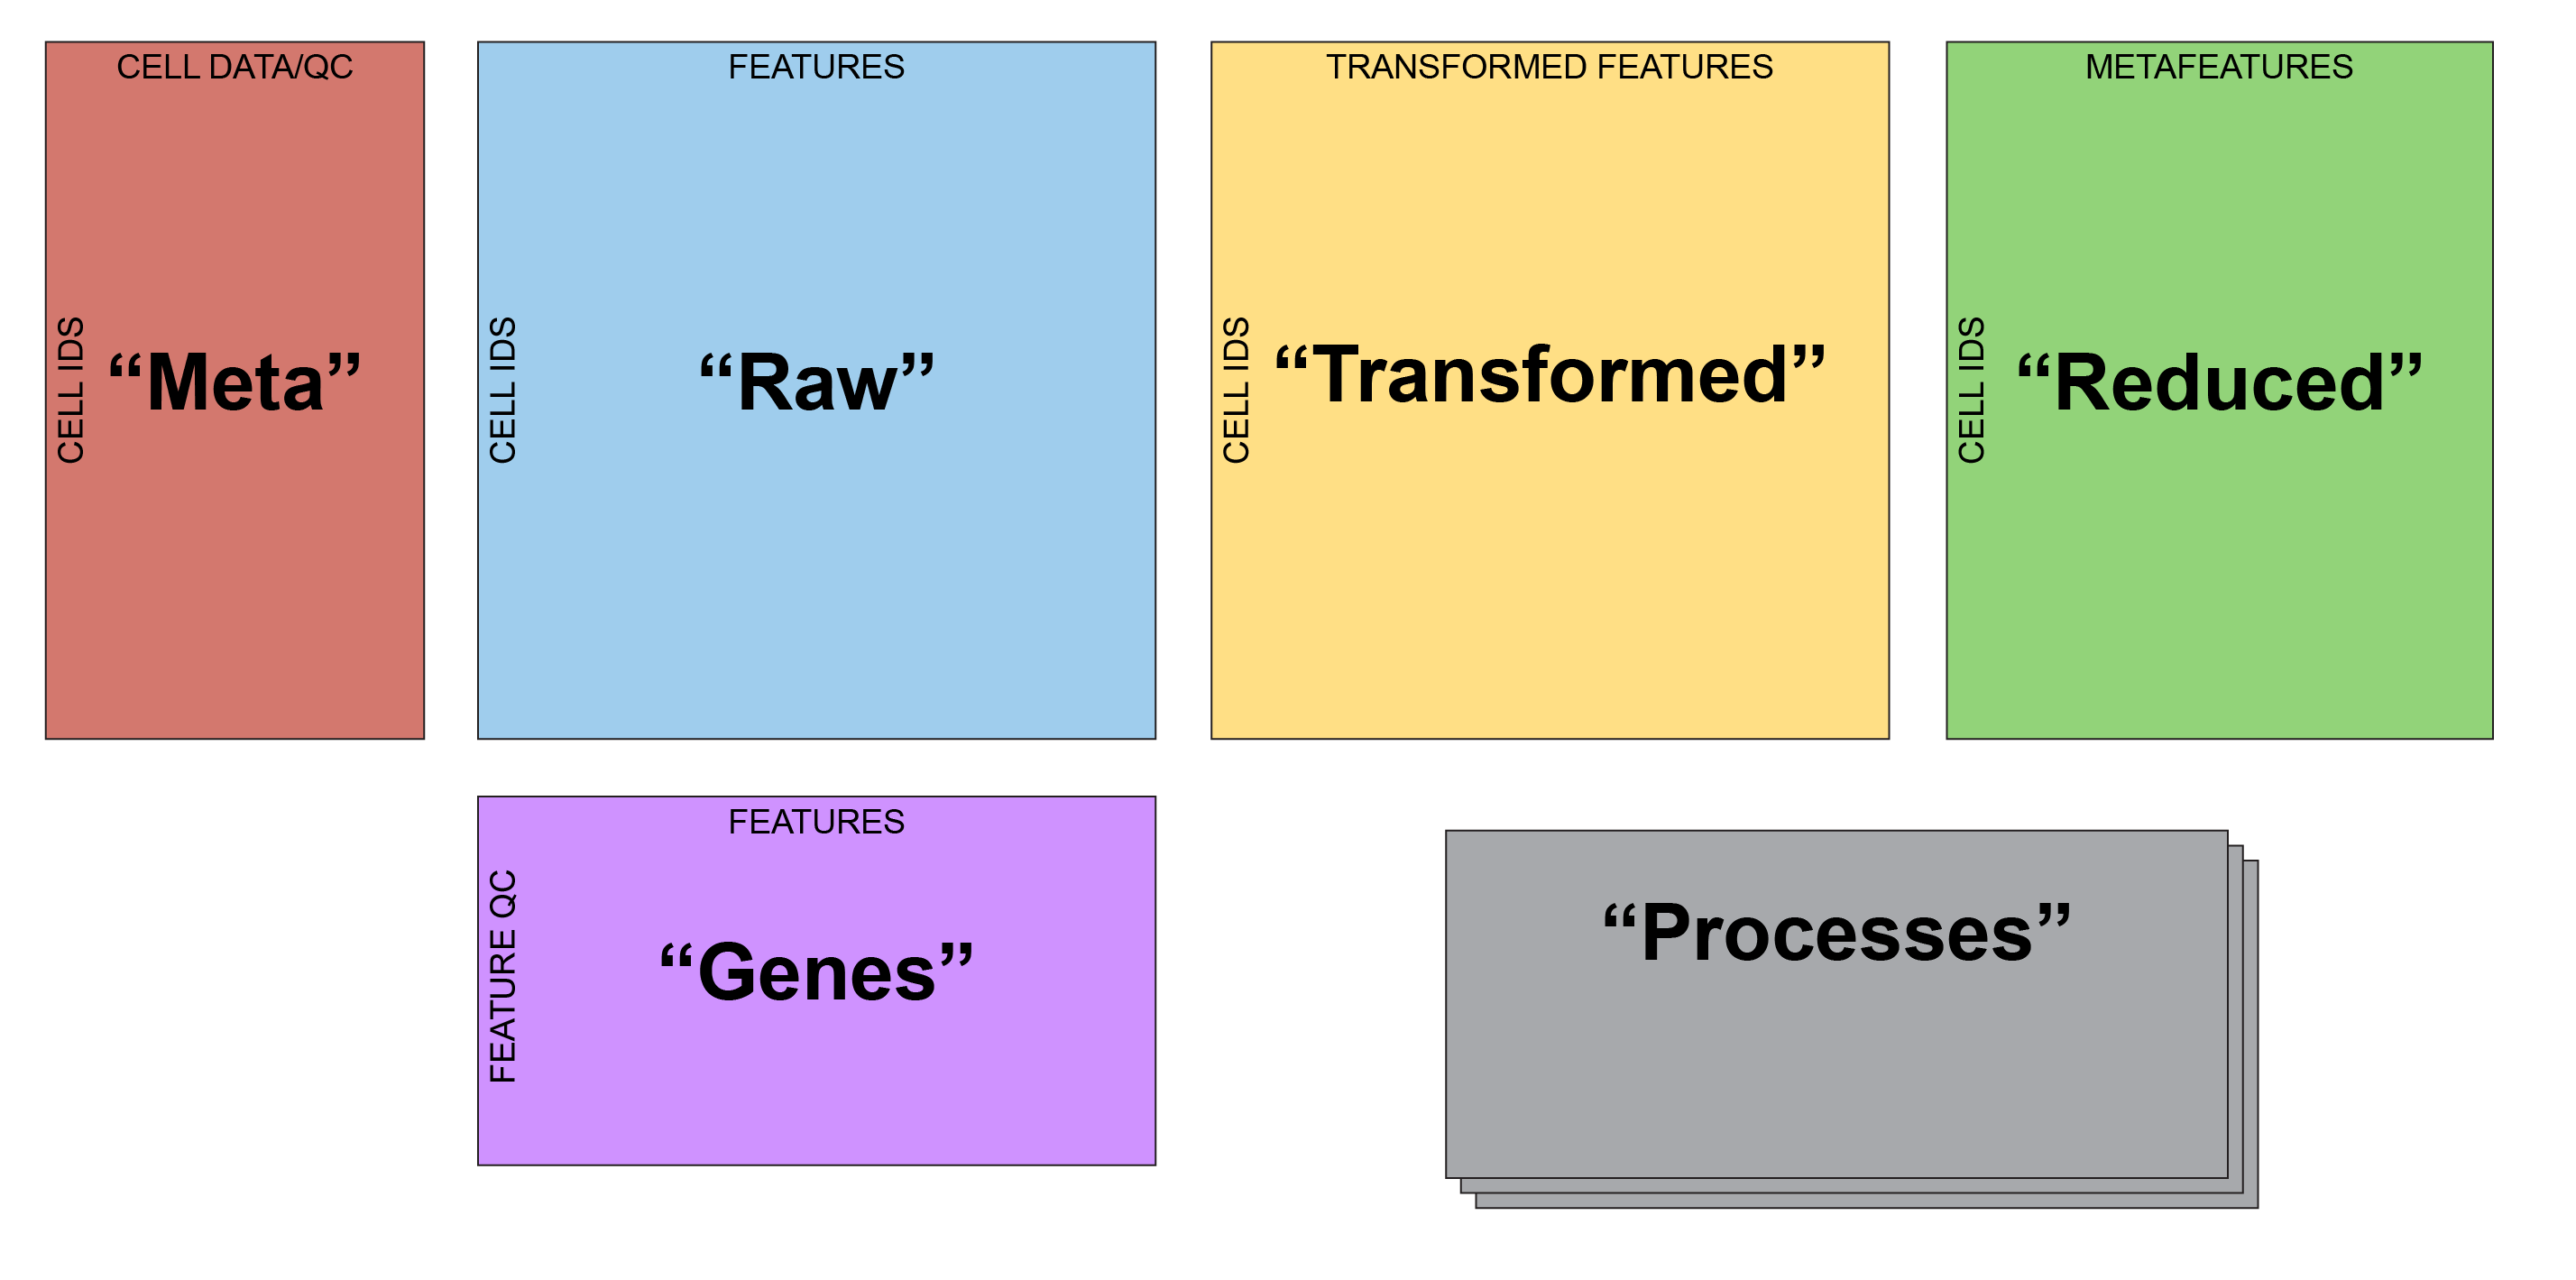 CELL DATA/QC
CELL IDS
“Meta”
FEATURES
CELL IDS
“Raw”
TRANSFORMED FEATURES
CELL IDS
“Transformed”
METAFEATURES
CELL IDS
“Reduced”
FEATURES
FEATURE QC
“Genes”
“Processes”